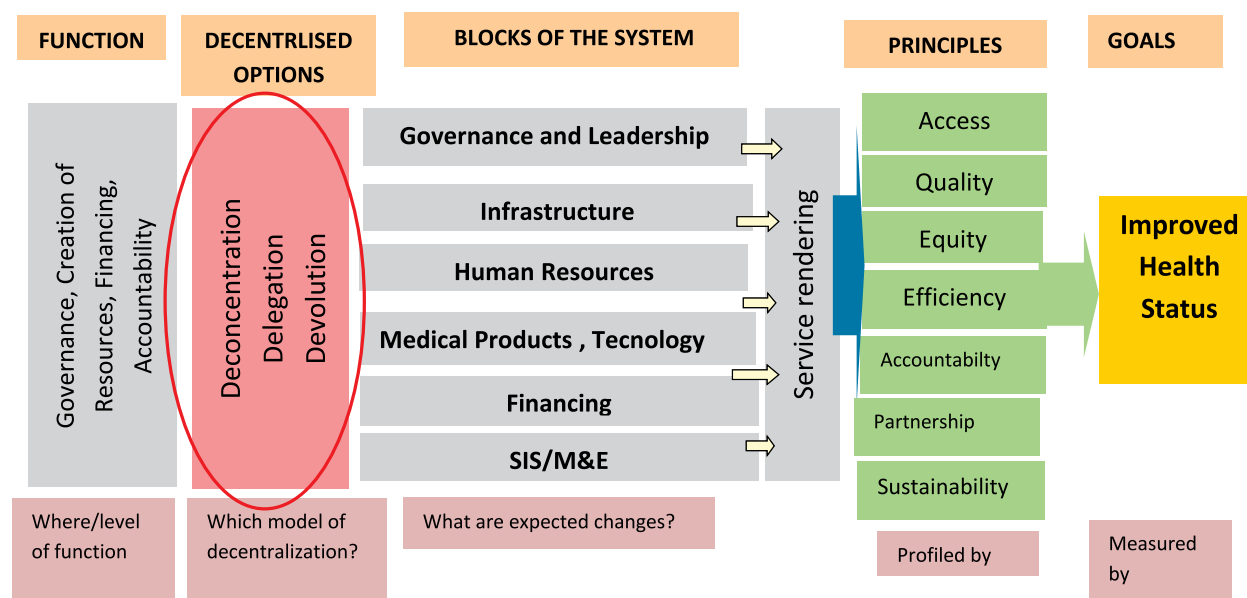 FUNCTION
DECENTRLISED
OPTIONS
BLOCKS OF THE SYSTEM
PRINCIPLES
GOALS
Governance, Creation of
Resources, Financing,
Accountability
Deconcentration
Delegation
Devolution
Governance and Leadership
Infrastructure
Human Resources
Medical Products , Tecnology
Financing
SIS/M&E
Service rendering
Access
Quality
Equity
Efficiency
Accountabilty
Partnership
Sustainability
Improved
Health
Status
Where/level
of function
Which model of
decentralization?
What are expected changes?
Profiled by
Measured
by